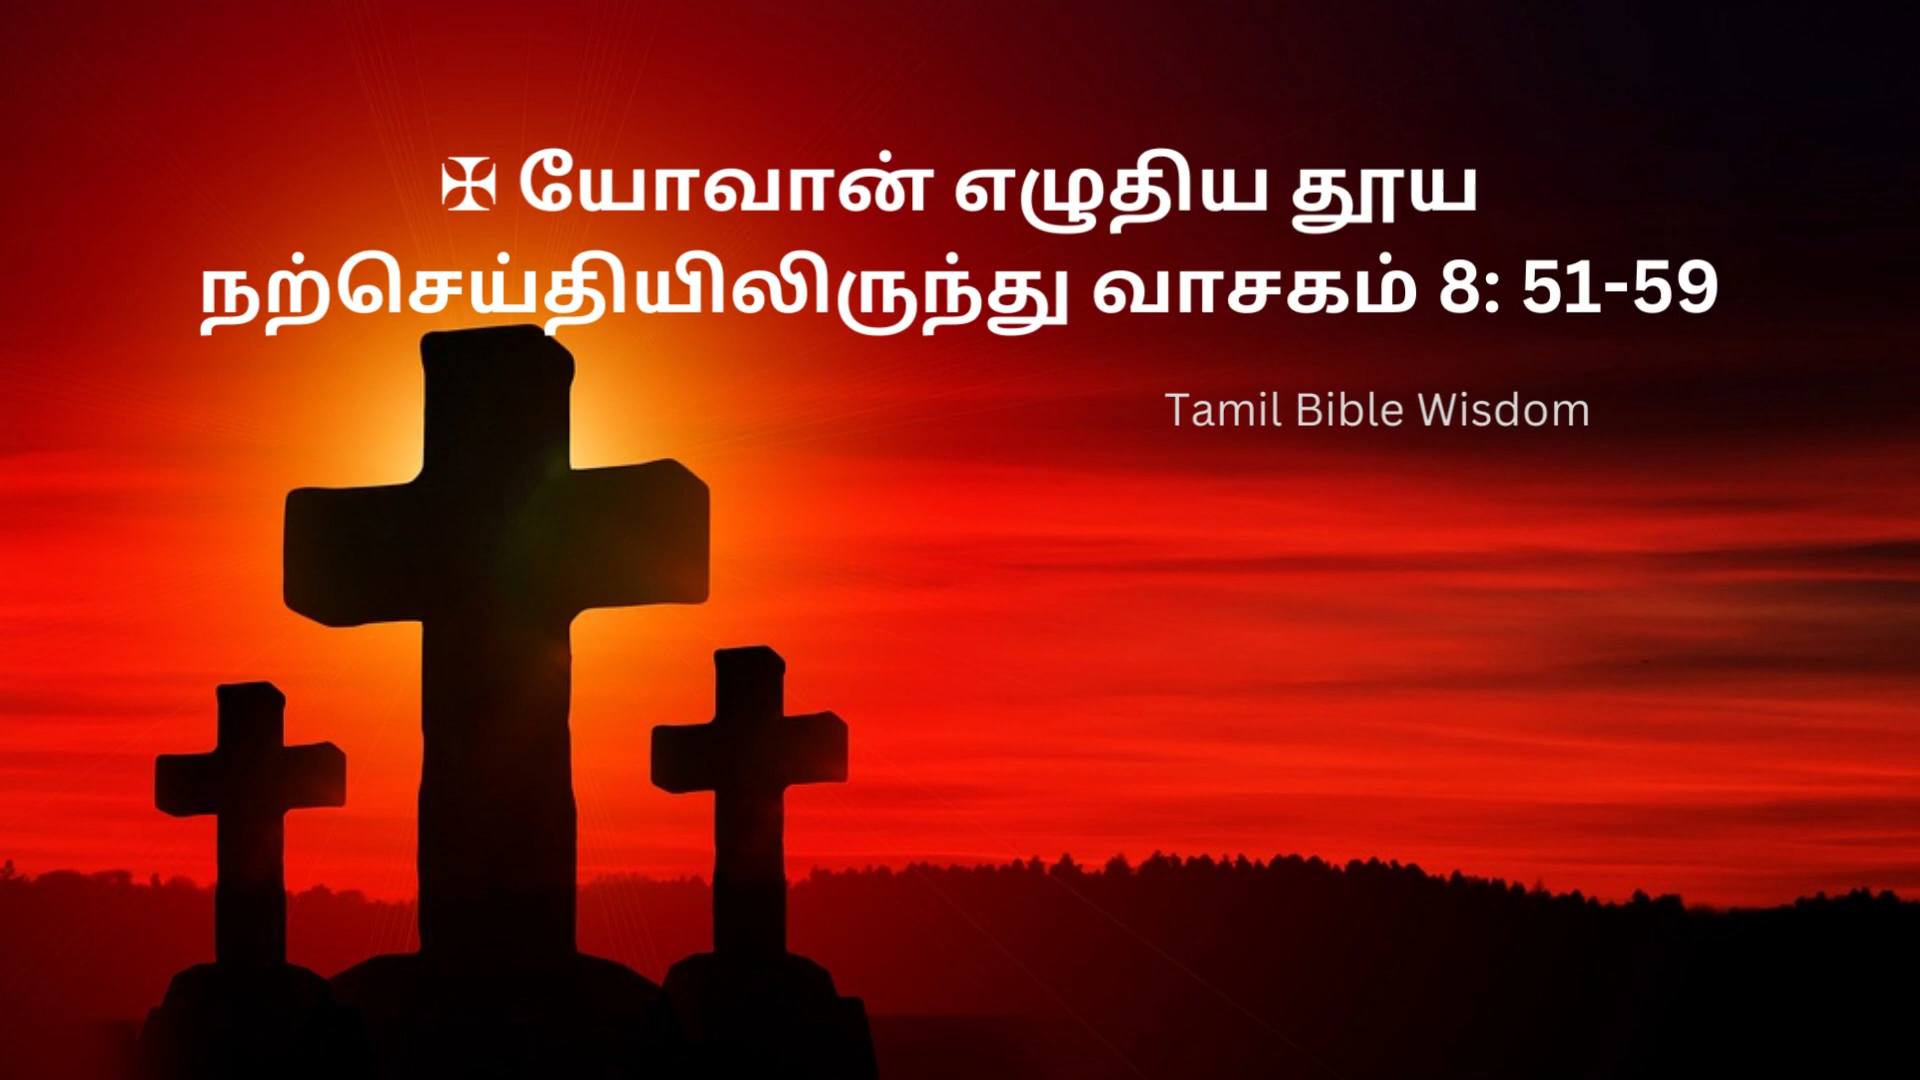 ✠ யோவான் எழுதிய தூய
நற்செய்தியிலிருந்து வாசகம் 8: 51-59
Tamil Bible Wisdom